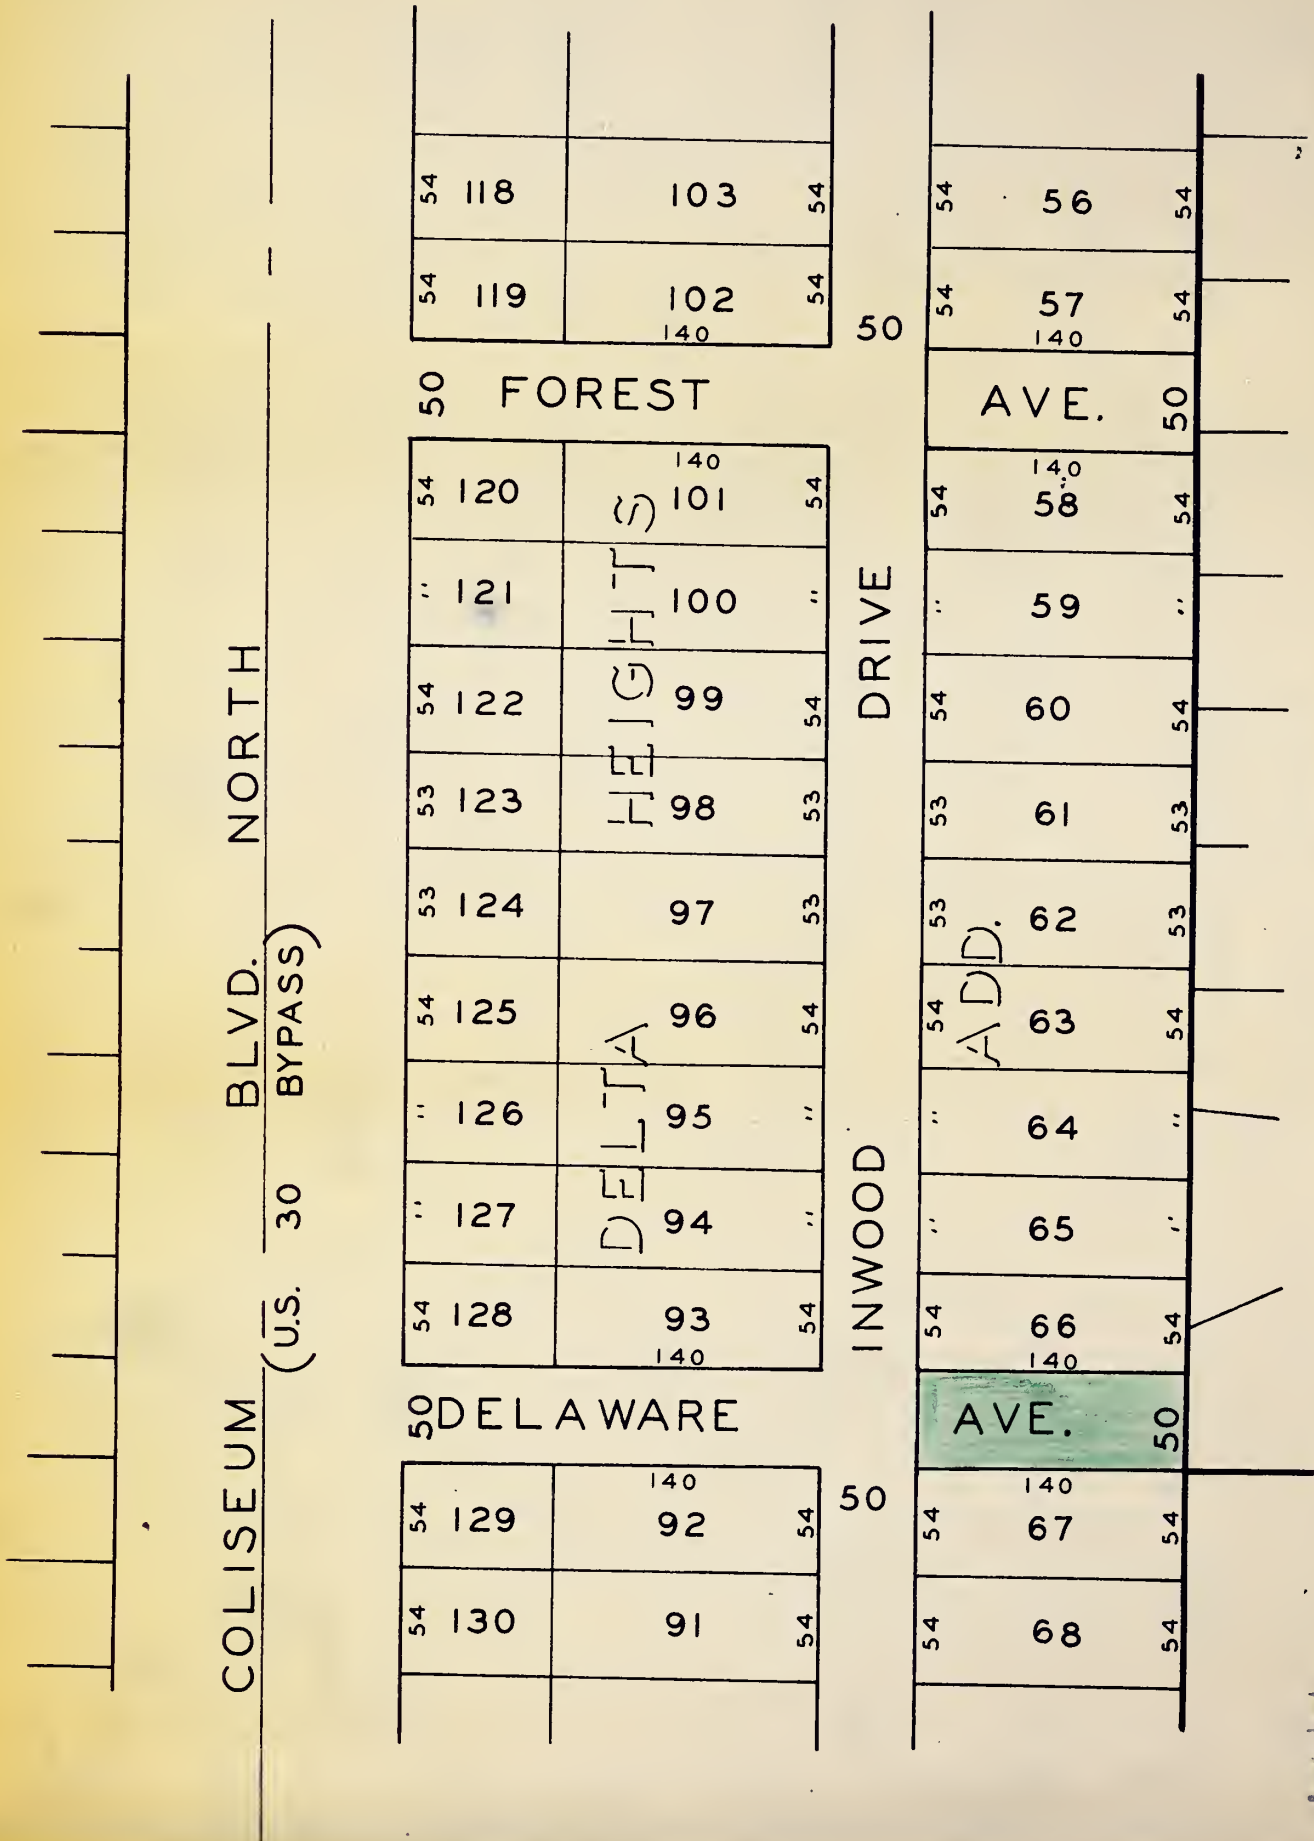 54 118 103 54 54 56 54
54 119 102 54 54 57 54
140 50 140
50 FOREST AVE. 50
140 140
54 120 101 54 54 58 54
" 121 100 " " 59 "
54 122 99 54 54 60 54
53 123 98 53 53 61 53
53 124 97 53 53 62 53
54 125 96 54 54 63 54
" 126 95 " " 64 "
" 127 94 " " 65 "
54 128 93 54 54 66 54
140 140
50 DELAWARE AVE. 50
140 50 140
54 129 92 54 54 67 54
54 130 91 54 54 68 54
COLISEUM BLVD. NORTH
(U.S. 30 BYPASS)
DELTA HEIGHTS ADD.
INWOOD DRIVE